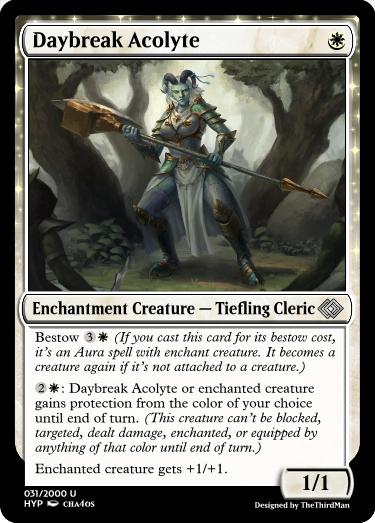 Daybreak Acolyte
Enchantment Creature — Tiefling Cleric
Bestow 3 (If you cast this card for its bestow cost,
it's an Aura spell with enchant creature. It becomes a
creature again if it's not attached to a creature.)
2 : Daybreak Acolyte or enchanted creature
gains protection from the color of your choice
until end of turn. (This creature can't be blocked,
targeted, dealt damage, enchanted, or equipped by
anything of that color until end of turn.)
Enchanted creature gets +1/+1.
1/1
031/2000 U
HYP CHA4OS
Designed by TheThirdMan